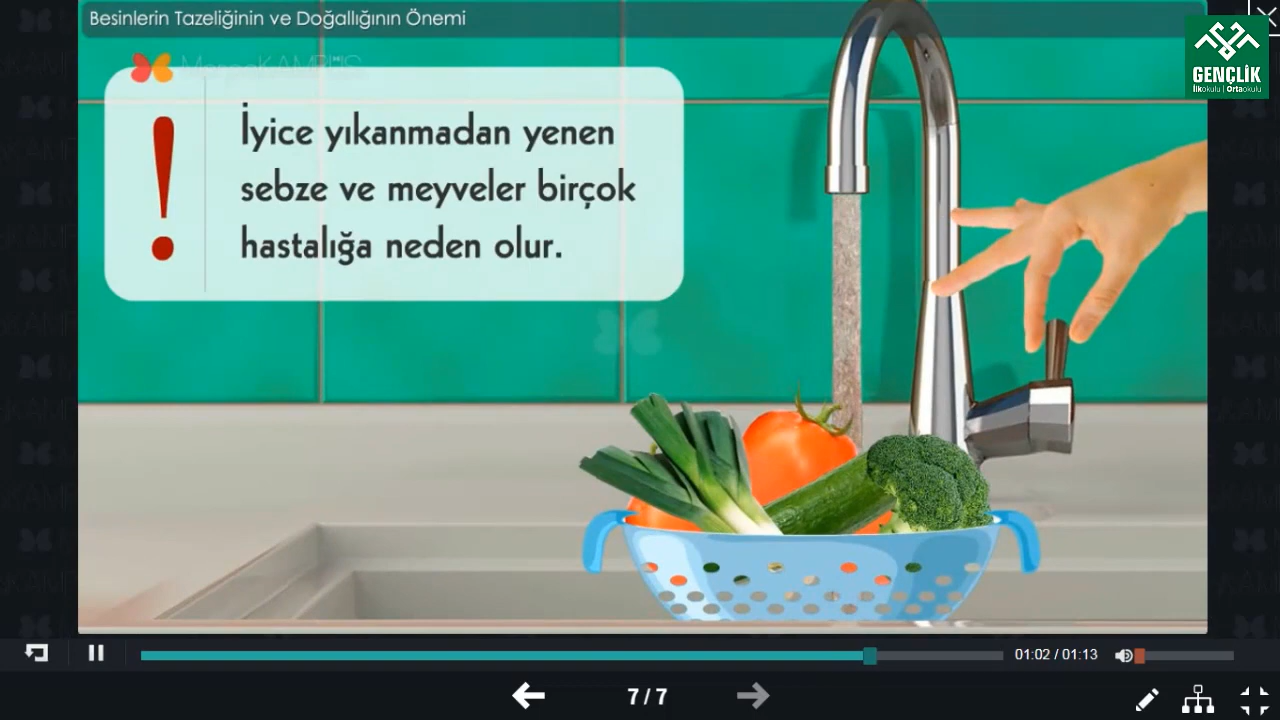 Besinlerin Tazeliğinin ve Doğallığının Önemi
GENÇLİK
İlkokulu | Ortaokulu
İyice yıkanmadan yenen
sebze ve meyveler birçok
hastalığa neden olur.
01:02 / 01:13
7 / 7